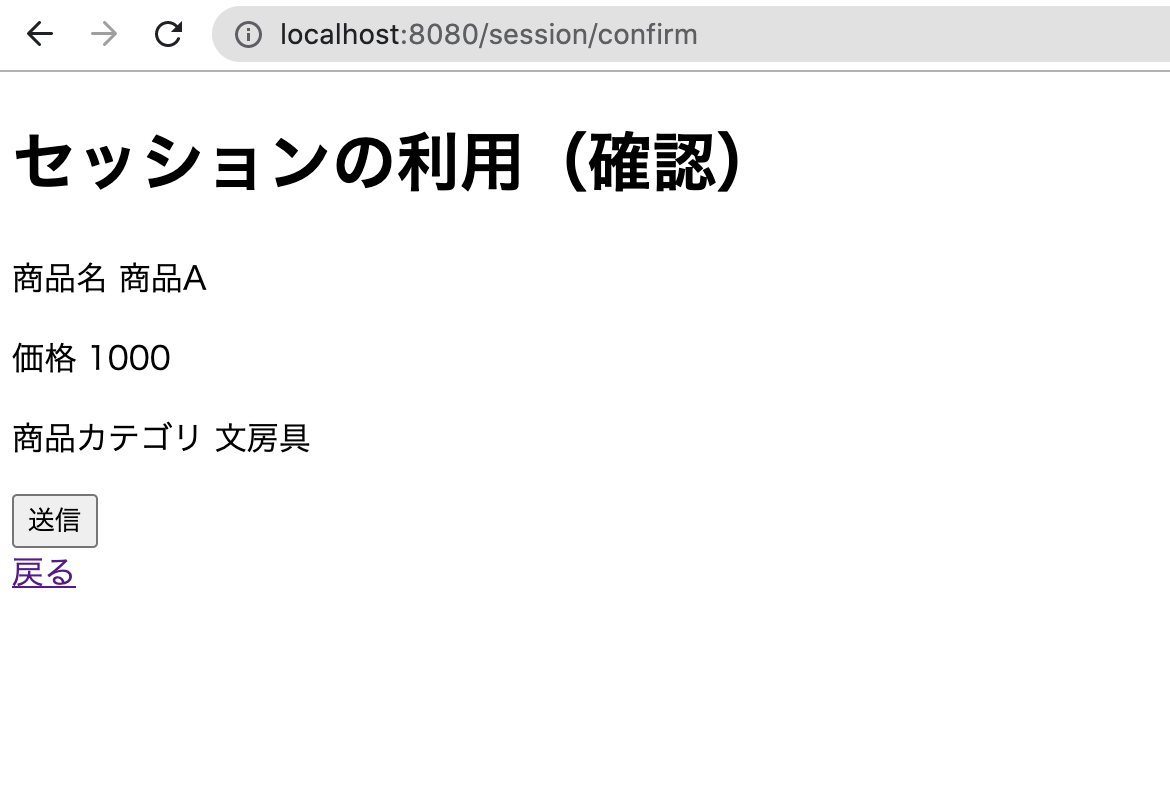 localhost:8080/session/confirm
セッションの利用（確認）
商品名 商品A
価格 1000
商品カテゴリ 文房具
送信
戻る